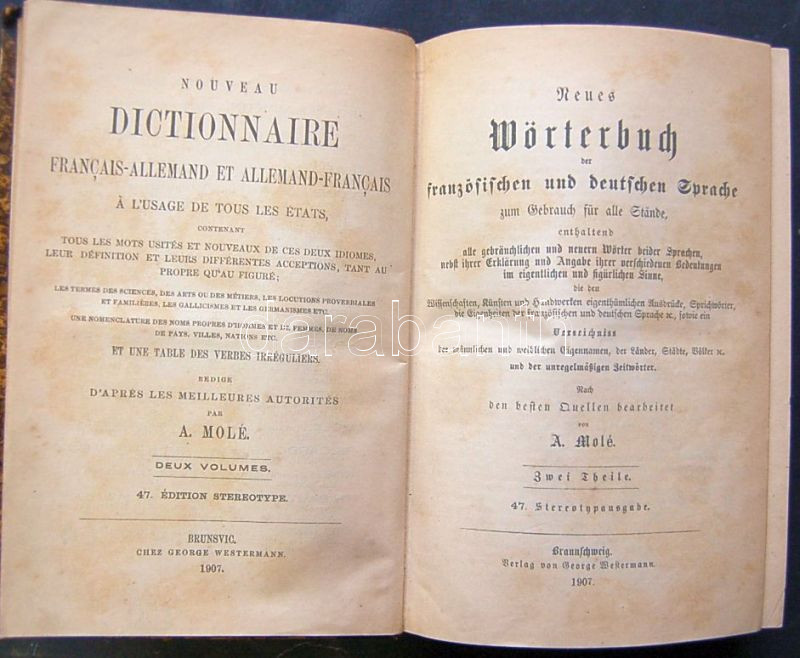 NOUVEAU
DICTIONNAIRE
FRANÇAIS-ALLEMAND ET ALLEMAND-FRANÇAIS
À L'USAGE DE TOUS LES ÉTATS,
CONTENANT
TOUS LES MOTS USITÉS ET NOUVEAUX DE CES DEUX IDIOMES,
LEUR DÉFINITION ET LEURS DIFFÉRENTES ACCEPTIONS, TANT AU
PROPRE QU'AU FIGURÉ;
LES TERMES DES SCIENCES, DES ARTS OU DES MÉTIERS, LES LOCUTIONS PROVERBIALES
ET FAMILIÈRES, LES GALLICISMES ET LES GERMANISMES ETC.
UNE NOMENCLATURE DES NOMS PROPRES D'HOMMES ET DE FEMMES, DE NOMS
DE PAYS, VILLES, NATIONS ETC.
ET UNE TABLE DES VERBES IRRÉGULIERS.
REDIGÉ
D'APRÈS LES MEILLEURES AUTORITÉS
PAR
A. MOLÉ.
DEUX VOLUMES.
47. ÉDITION STEREOTYPE.
BRUNSVIC.
CHEZ GEORGE WESTERMANN.
1907.
Neues
Wörterbuch
der
französischen und deutschen Sprache
zum Gebrauch für alle Stände,
enthaltend
alle gebräuchlichen und neuern Wörter beider Sprachen,
nebst ihrer Erklärung und Angabe ihrer verschiedenen Bedeutungen
im eigentlichen und figürlichen Sinne,
die den
Wissenschaften, Künsten und Handwerken eigenthümlichen Ausdrücke, Sprichwörter,
die Eigenheiten der französischen und deutschen Sprache ꝛc., sowie ein
Verzeichniss
der männlichen und weiblichen Eigennamen, der Länder, Städte, Völker ꝛc.
und der unregelmäßigen Zeitwörter.
Nach
den besten Quellen bearbeitet
von
A. Molé.
Zwei Theile.
47. Stereotypausgabe.
Braunschweig.
Verlag von George Westermann.
1907.